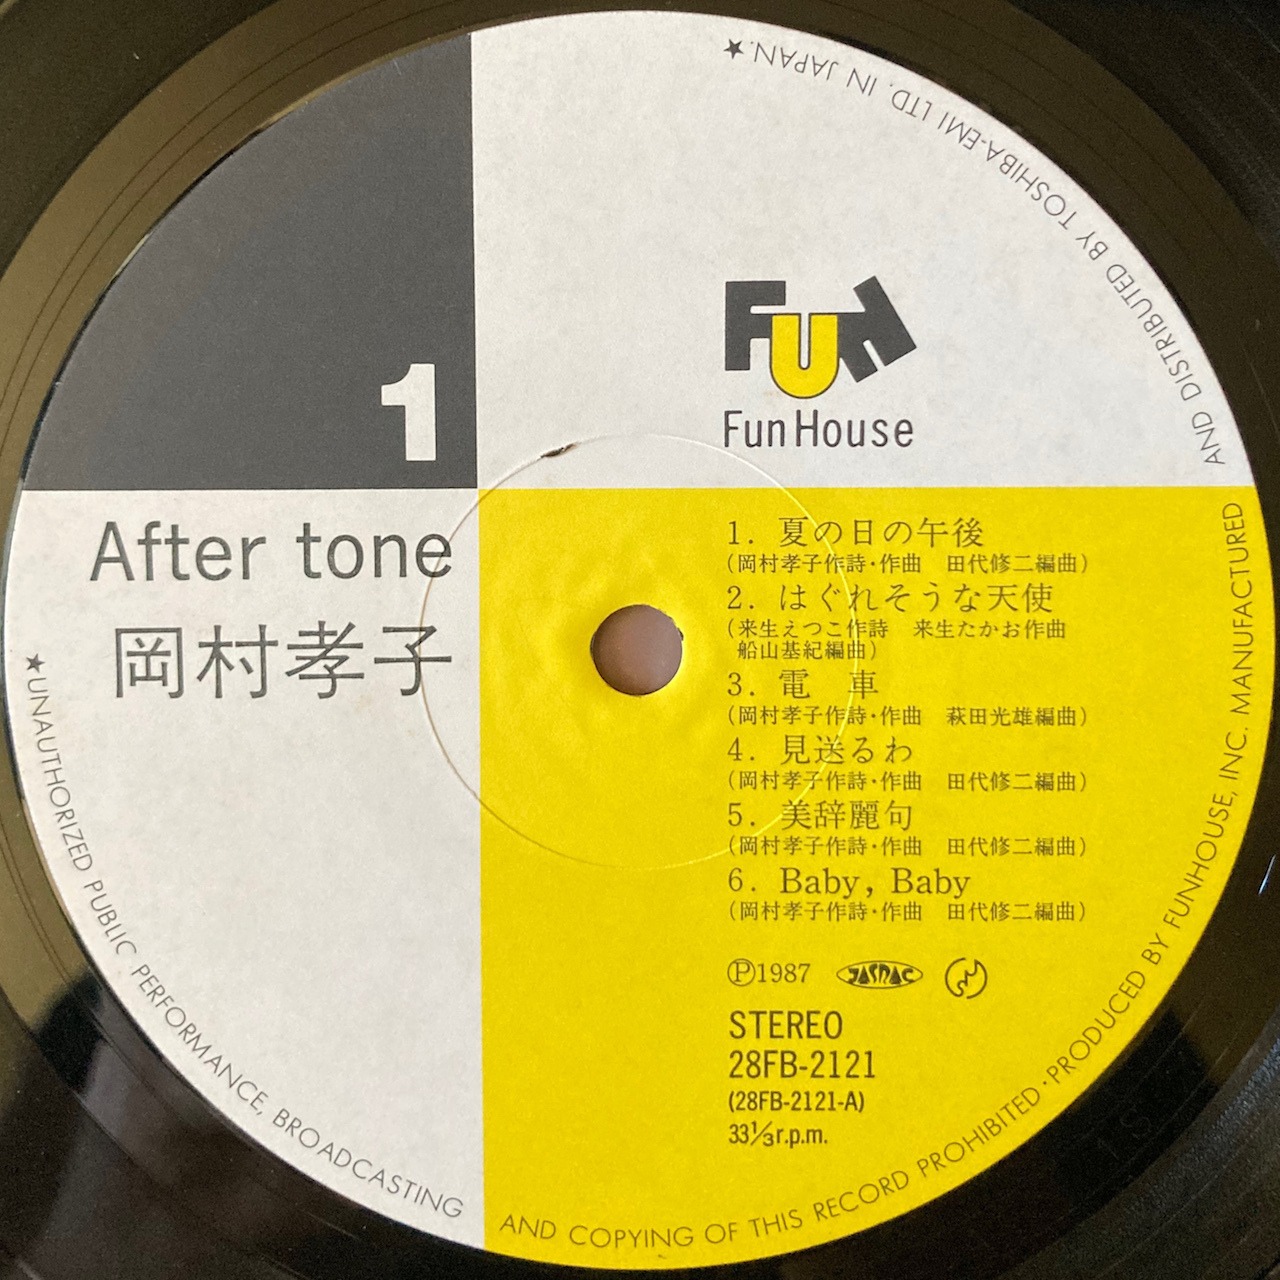 1
FUN
Fun House
After tone
岡村孝子
1. 夏の日の午後
(岡村孝子作詩・作曲 田代修二編曲)
2. はぐれそうな天使
(来生えつこ作詩 来生たかお作曲
船山基紀編曲)
3. 電 車
(岡村孝子作詩・作曲 萩田光雄編曲)
4. 見送るわ
(岡村孝子作詩・作曲 田代修二編曲)
5. 美辞麗句
(岡村孝子作詩・作曲 田代修二編曲)
6. Baby, Baby
(岡村孝子作詩・作曲 田代修二編曲)
Ⓟ1987 JASRAC
STEREO
28FB-2121
(28FB-2121-A)
33⅓r.p.m.
★UNAUTHORIZED PUBLIC PERFORMANCE, BROADCASTING AND COPYING OF THIS RECORD PROHIBITED・PRODUCED BY FUNHOUSE, INC. MANUFACTURED AND DISTRIBUTED BY TOSHIBA-EMI LTD. IN JAPAN.★